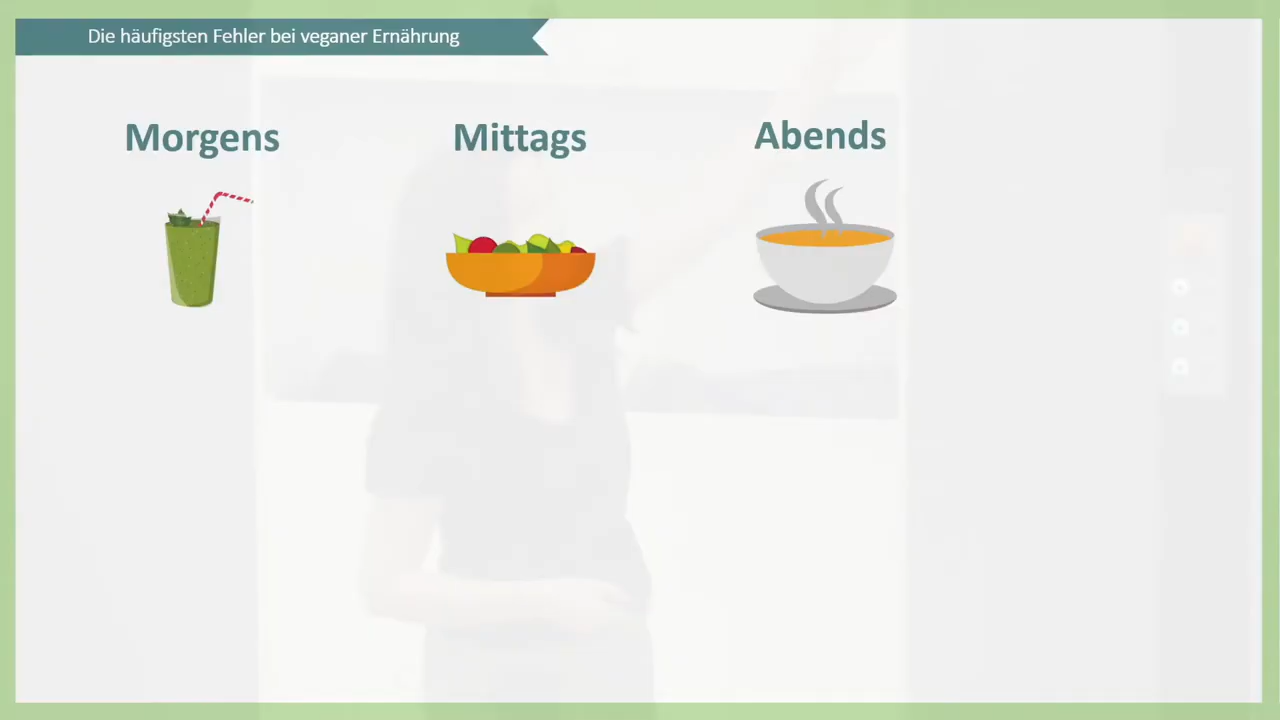 Die häufigsten Fehler bei veganer Ernährung
Morgens
Mittags
Abends